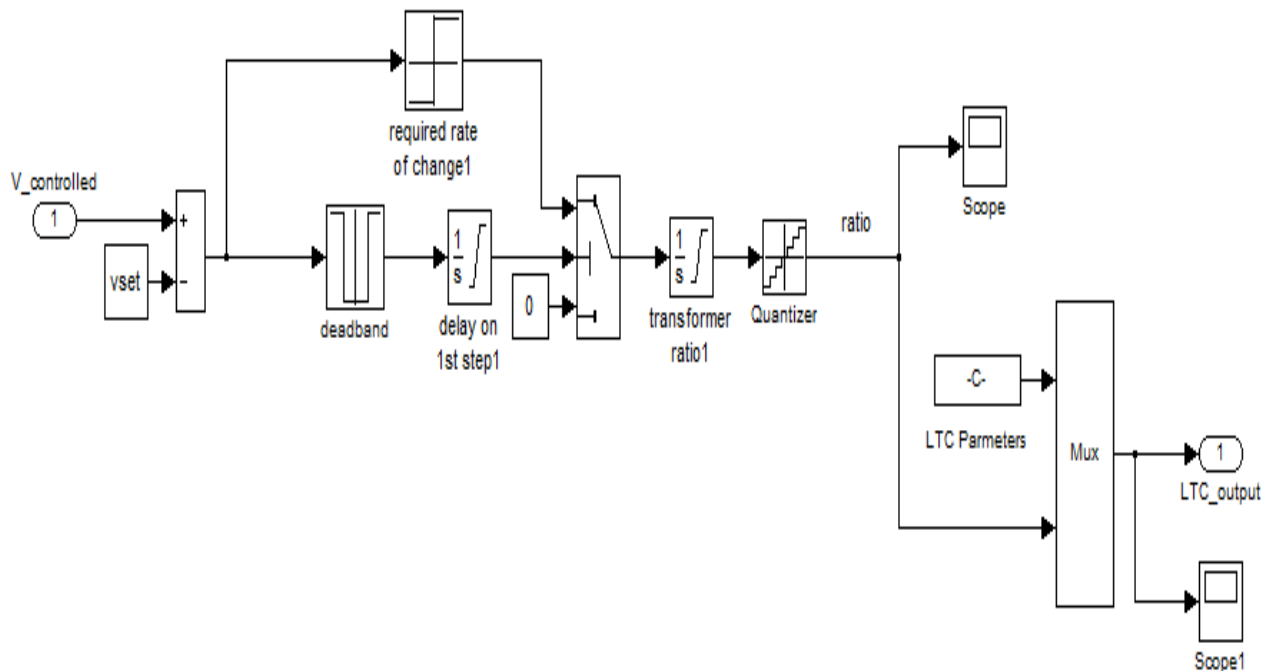 required rate
of change1
V_controlled
1
+
-
vset
deadband
1
s
delay on
1st step1
0
1
s
transformer
ratio1
Quantizer
ratio
Scope
-C-
LTC Parmeters
Mux
1
LTC_output
Scope1